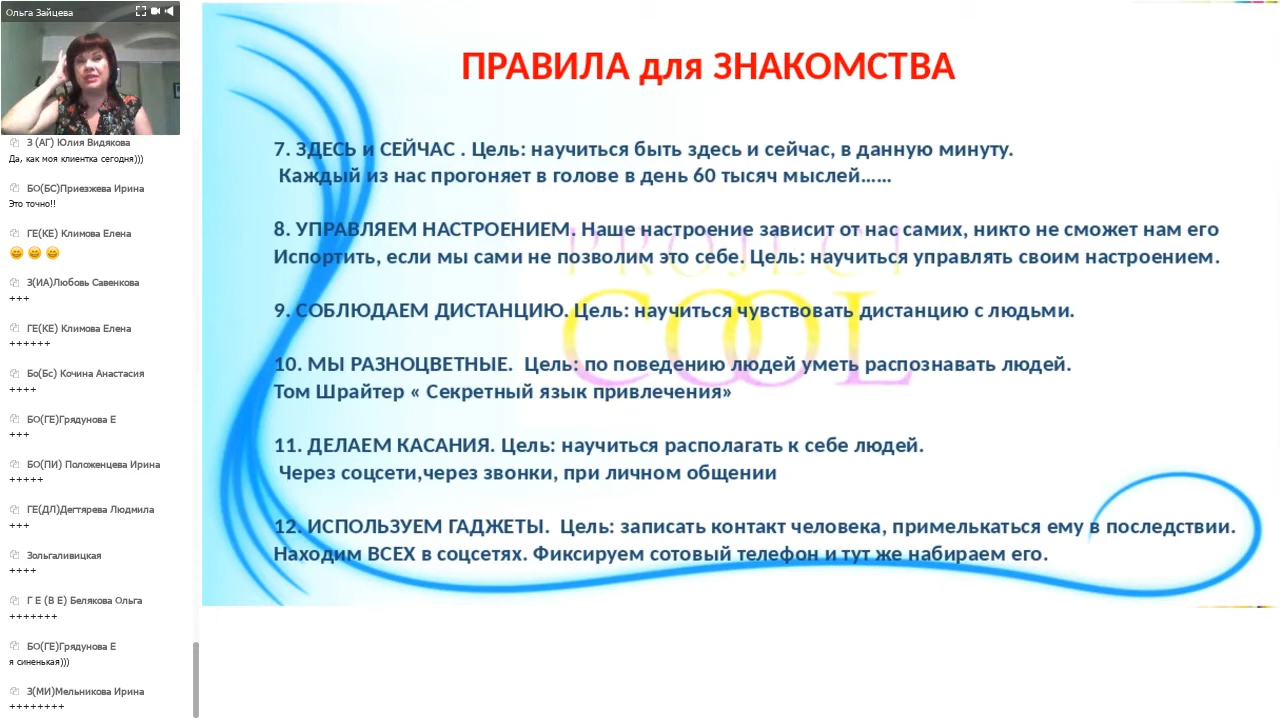 Ольга Зайцева
З (АГ) Юлия Видякова
Да, как моя клиентка сегодня)))
БО(БС)Приезжева Ирина
Это точно!!
ГЕ(КЕ) Климова Елена
З(ИА)Любовь Савенкова
+++
ГЕ(КЕ) Климова Елена
++++++
Бо(Бс) Кочина Анастасия
++++
БО(ГЕ)Грядунова Е
+++
БО(ПИ) Положенцева Ирина
+++++
ГЕ(ДЛ)Дегтярева Людмила
+++
Зольгаливицкая
++++
Г Е (В Е) Белякова Ольга
+++++++
БО(ГЕ)Грядунова Е
я синенькая)))
З(МИ)Мельникова Ирина
++++++++
ПРАВИЛА для ЗНАКОМСТВА
7. ЗДЕСЬ и СЕЙЧАС . Цель: научиться быть здесь и сейчас, в данную минуту.
Каждый из нас прогоняет в голове в день 60 тысяч мыслей......
8. УПРАВЛЯЕМ НАСТРОЕНИЕМ. Наше настроение зависит от нас самих, никто не сможет нам его
Испортить, если мы сами не позволим это себе. Цель: научиться управлять своим настроением.
PROJECT
COOL
9. СОБЛЮДАЕМ ДИСТАНЦИЮ. Цель: научиться чувствовать дистанцию с людьми.
10. МЫ РАЗНОЦВЕТНЫЕ. Цель: по поведению людей уметь распознавать людей.
Том Шрайтер « Секретный язык привлечения»
11. ДЕЛАЕМ КАСАНИЯ. Цель: научиться располагать к себе людей.
Через соцсети,через звонки, при личном общении
12. ИСПОЛЬЗУЕМ ГАДЖЕТЫ. Цель: записать контакт человека, примелькаться ему в последствии.
Находим ВСЕХ в соцсетях. Фиксируем сотовый телефон и тут же набираем его.